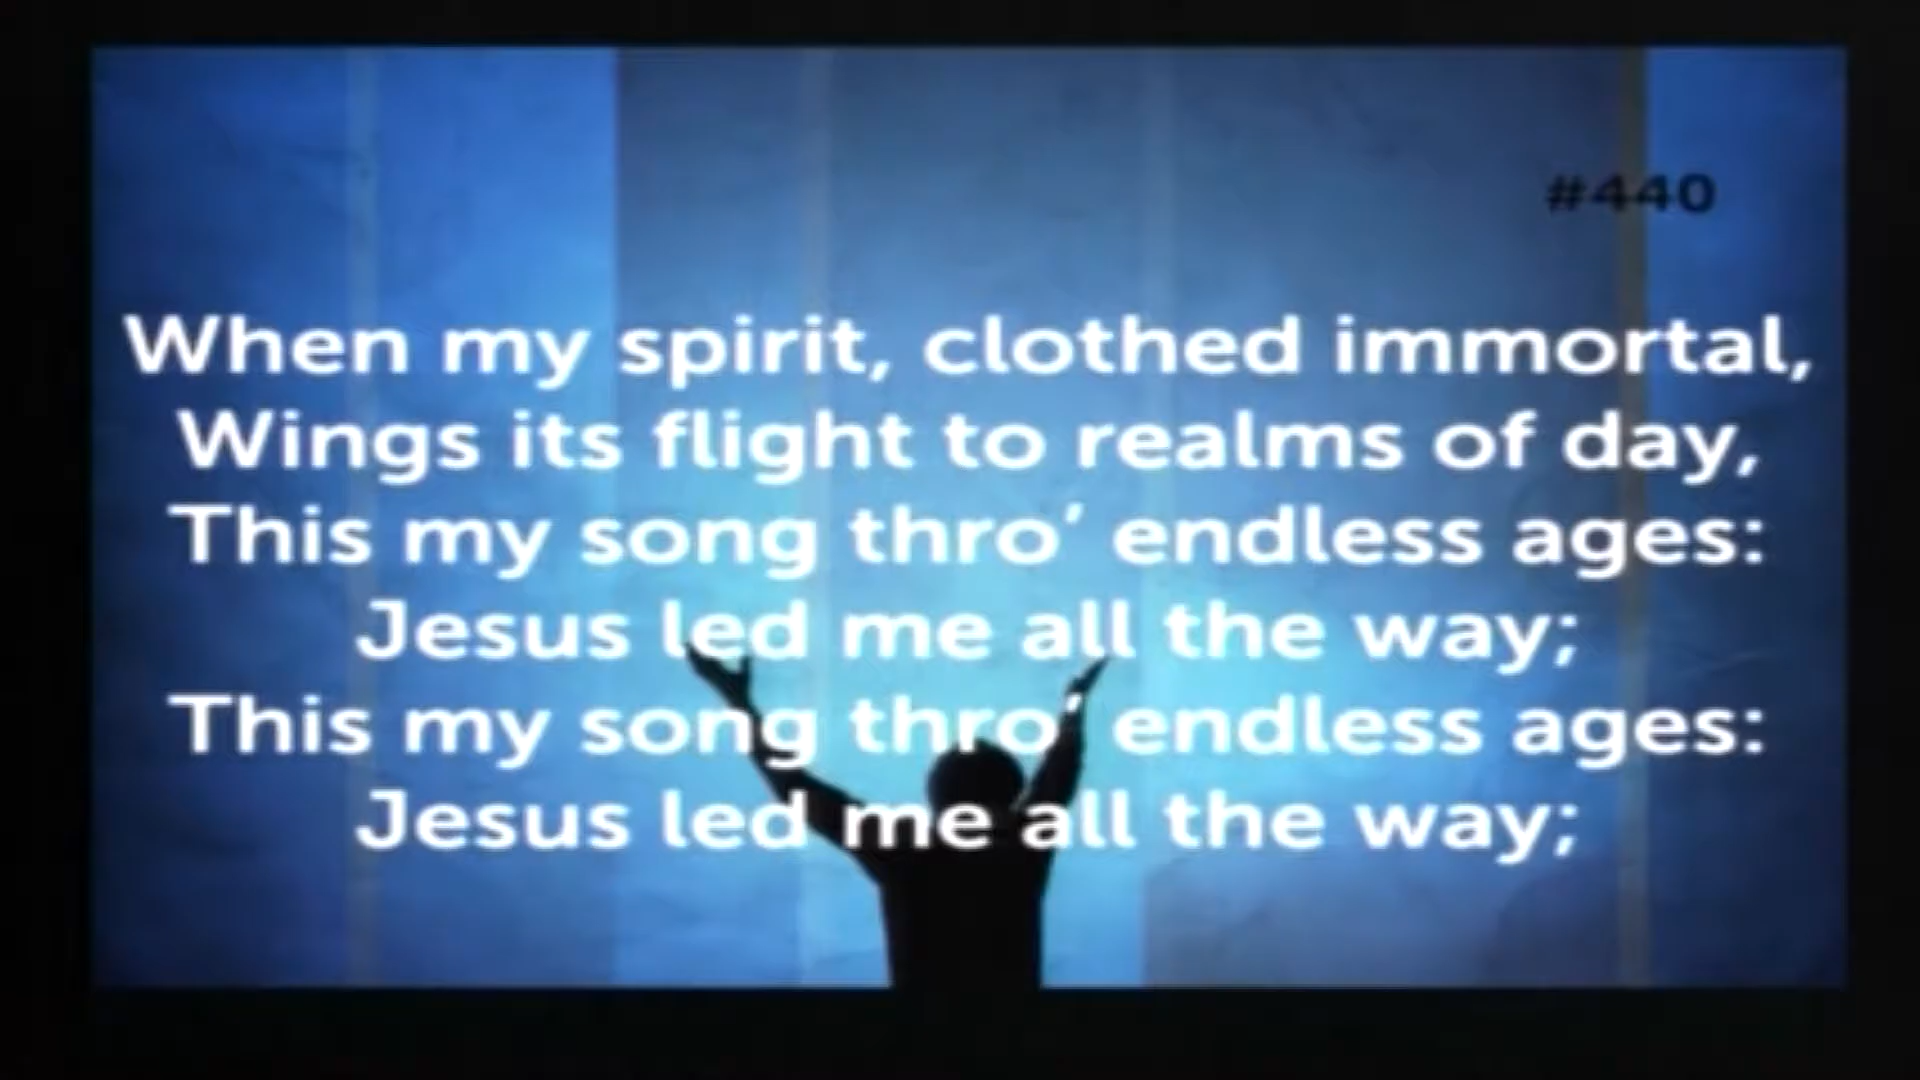 #440
When my spirit, clothed immortal,
Wings its flight to realms of day,
This my song thro’ endless ages:
Jesus led me all the way;
This my song thro’ endless ages:
Jesus led me all the way;